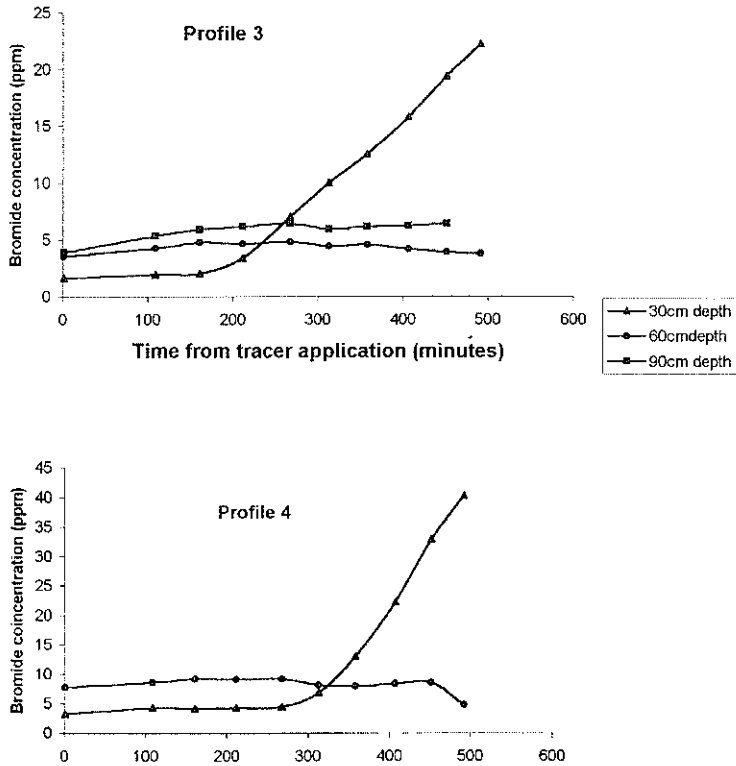 Profile 3
Bromide concentration (ppm)
25
20
15
10
5
0
0 100 200 300 400 500 600
Time from tracer application (minutes)
30cm depth
60cmdepth
90cm depth
Profile 4
Bromide coincentration (ppm)
45
40
35
30
25
20
15
10
5
0
0 100 200 300 400 500 600